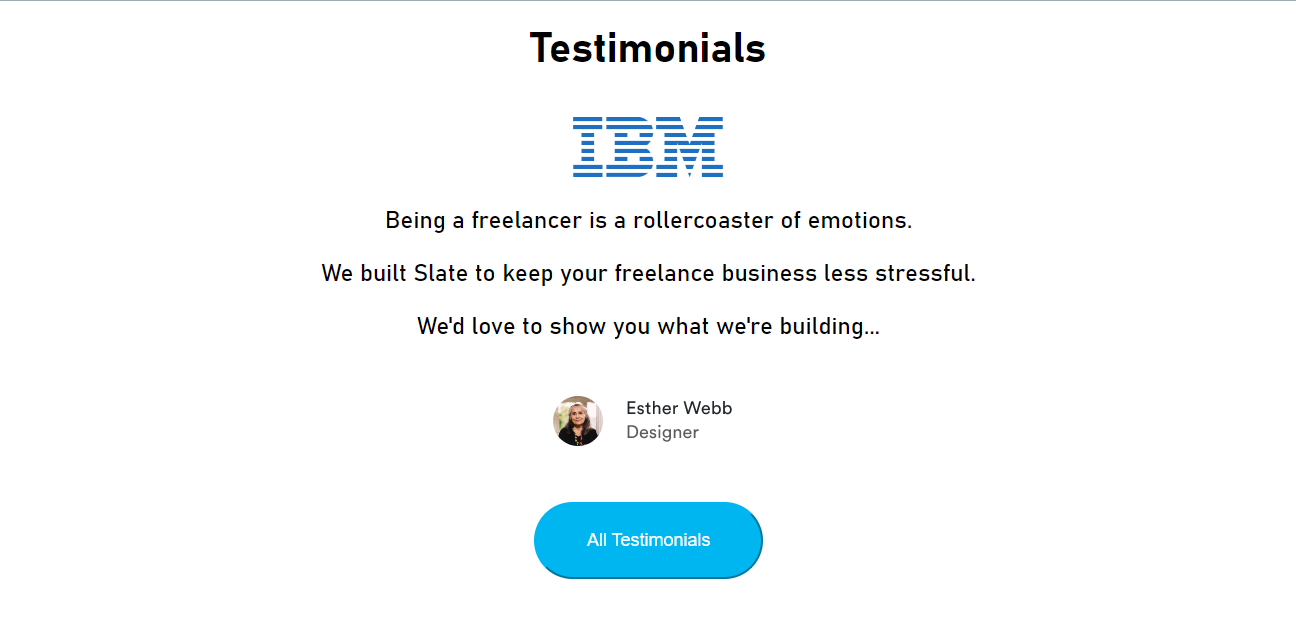 Testimonials
IBM
Being a freelancer is a rollercoaster of emotions.
We built Slate to keep your freelance business less stressful.
We'd love to show you what we're building...
Esther Webb
Designer
All Testimonials